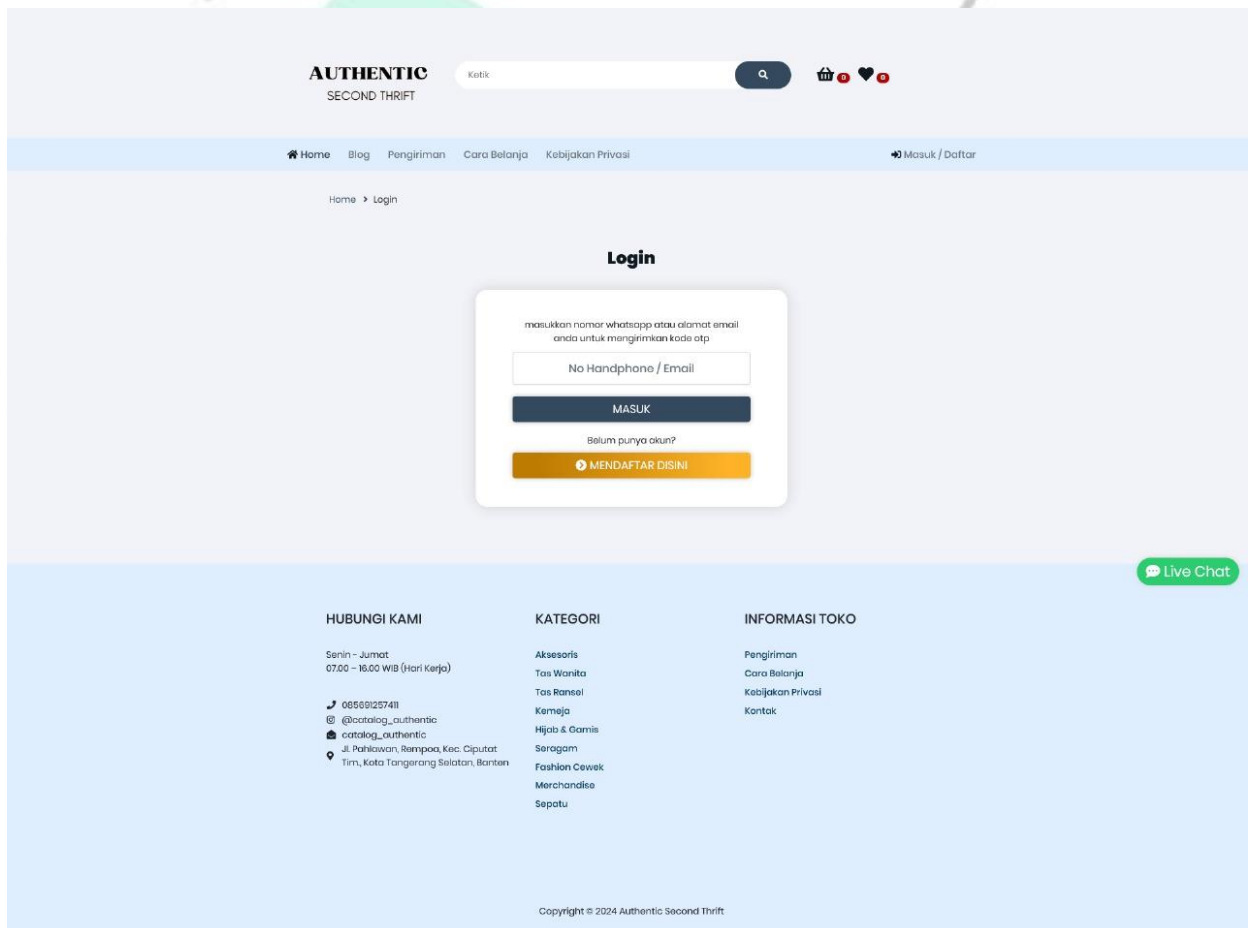 AUTHENTIC
SECOND THRIFT
Ketik
0
0
Home Blog Pengiriman Cara Belanja Kebijakan Privasi Masuk / Daftar
Home > Login
Login
masukkan nomor whatsapp atau alamat email
anda untuk mengirimkan kode otp
No Handphone / Email
MASUK
Belum punya akun?
MENDAFTAR DISINI
Live Chat
HUBUNGI KAMI
Senin - Jumat
07.00 – 16.00 WIB (Hari Kerja)
085691257411
@catalog_authentic
catalog_authentic
Jl. Pahlawan, Rempoa, Kec. Ciputat
Tim., Kota Tangerang Selatan, Banten
KATEGORI
Aksesoris
Tas Wanita
Tas Ransel
Kemeja
Hijab & Gamis
Seragam
Fashion Cewek
Merchandise
Sepatu
INFORMASI TOKO
Pengiriman
Cara Belanja
Kebijakan Privasi
Kontak
Copyright © 2024 Authentic Second Thrift